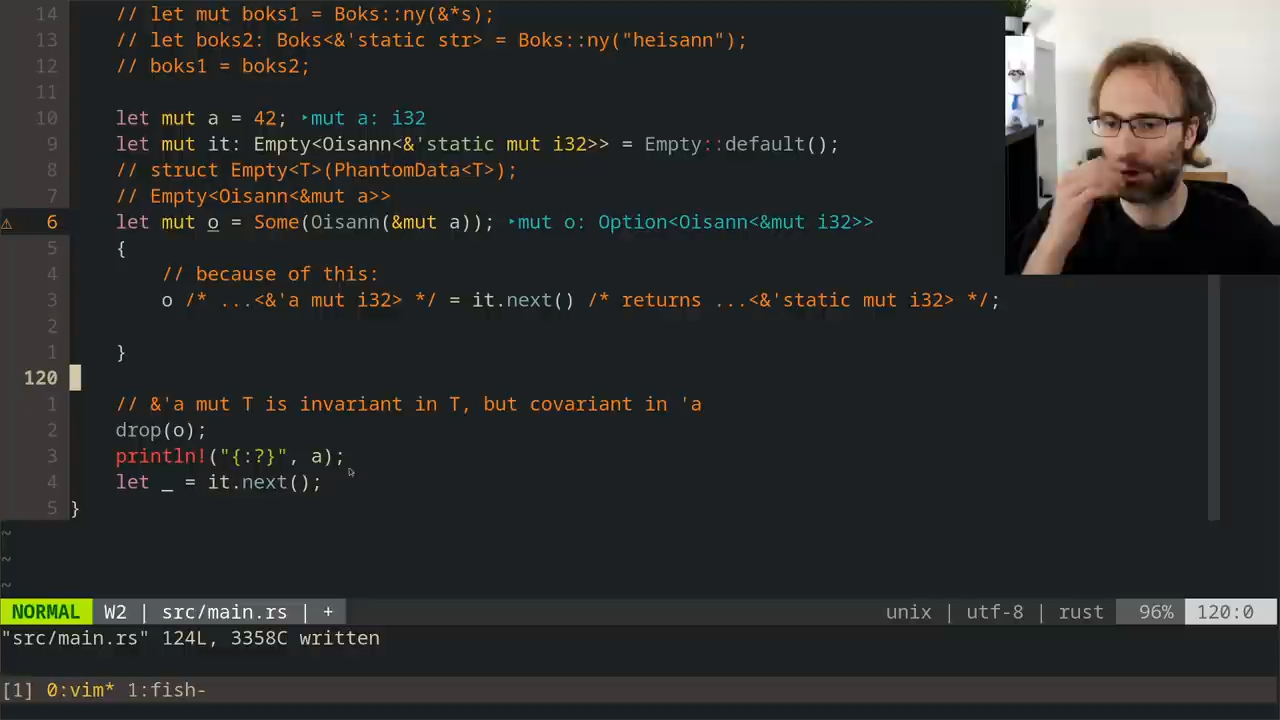 14 // let mut boks1 = Boks::ny(&*s);
13 // let boks2: Boks<&'static str> = Boks::ny("heisann");
12 // boks1 = boks2;
11
10 let mut a = 42; ‣mut a: i32
9 let mut it: Empty<Oisann<&'static mut i32>> = Empty::default();
8 // struct Empty<T>(PhantomData<T>);
7 // Empty<Oisann<&mut a>>
⚠ 6 let mut o = Some(Oisann(&mut a)); ‣mut o: Option<Oisann<&mut i32>>
5 {
4 // because of this:
3 o /* ...<&'a mut i32> */ = it.next() /* returns ...<&'static mut i32> */;
2
1 }
120
1 // &'a mut T is invariant in T, but covariant in 'a
2 drop(o);
3 println!("{:?}", a);
4 let _ = it.next();
5 }
~
~
~
NORMAL W2 | src/main.rs | + unix | utf-8 | rust 96% 120:0
"src/main.rs" 124L, 3358C written
[1] 0:vim* 1:fish-